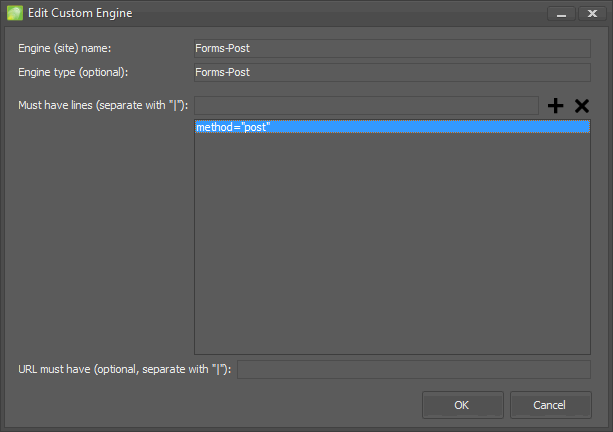 Edit Custom Engine
Engine (site) name: Forms-Post
Engine type (optional): Forms-Post
Must have lines (separate with "|"):
method="post"
URL must have (optional, separate with "|"):
OK Cancel